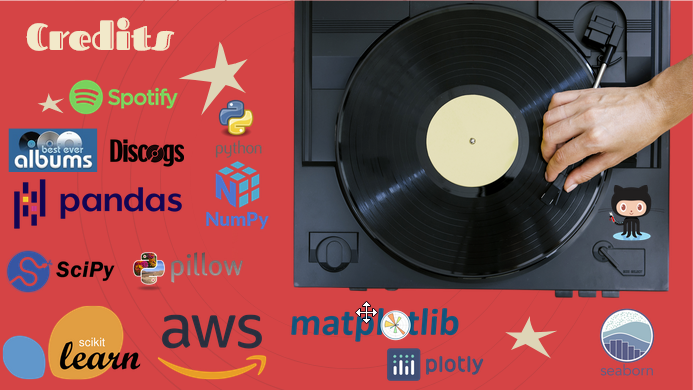 Credits
Spotify
best ever
albums
Discogs
python
pandas
NumPy
SciPy
pillow
scikit
learn
aws
matplotlib
plotly
seaborn